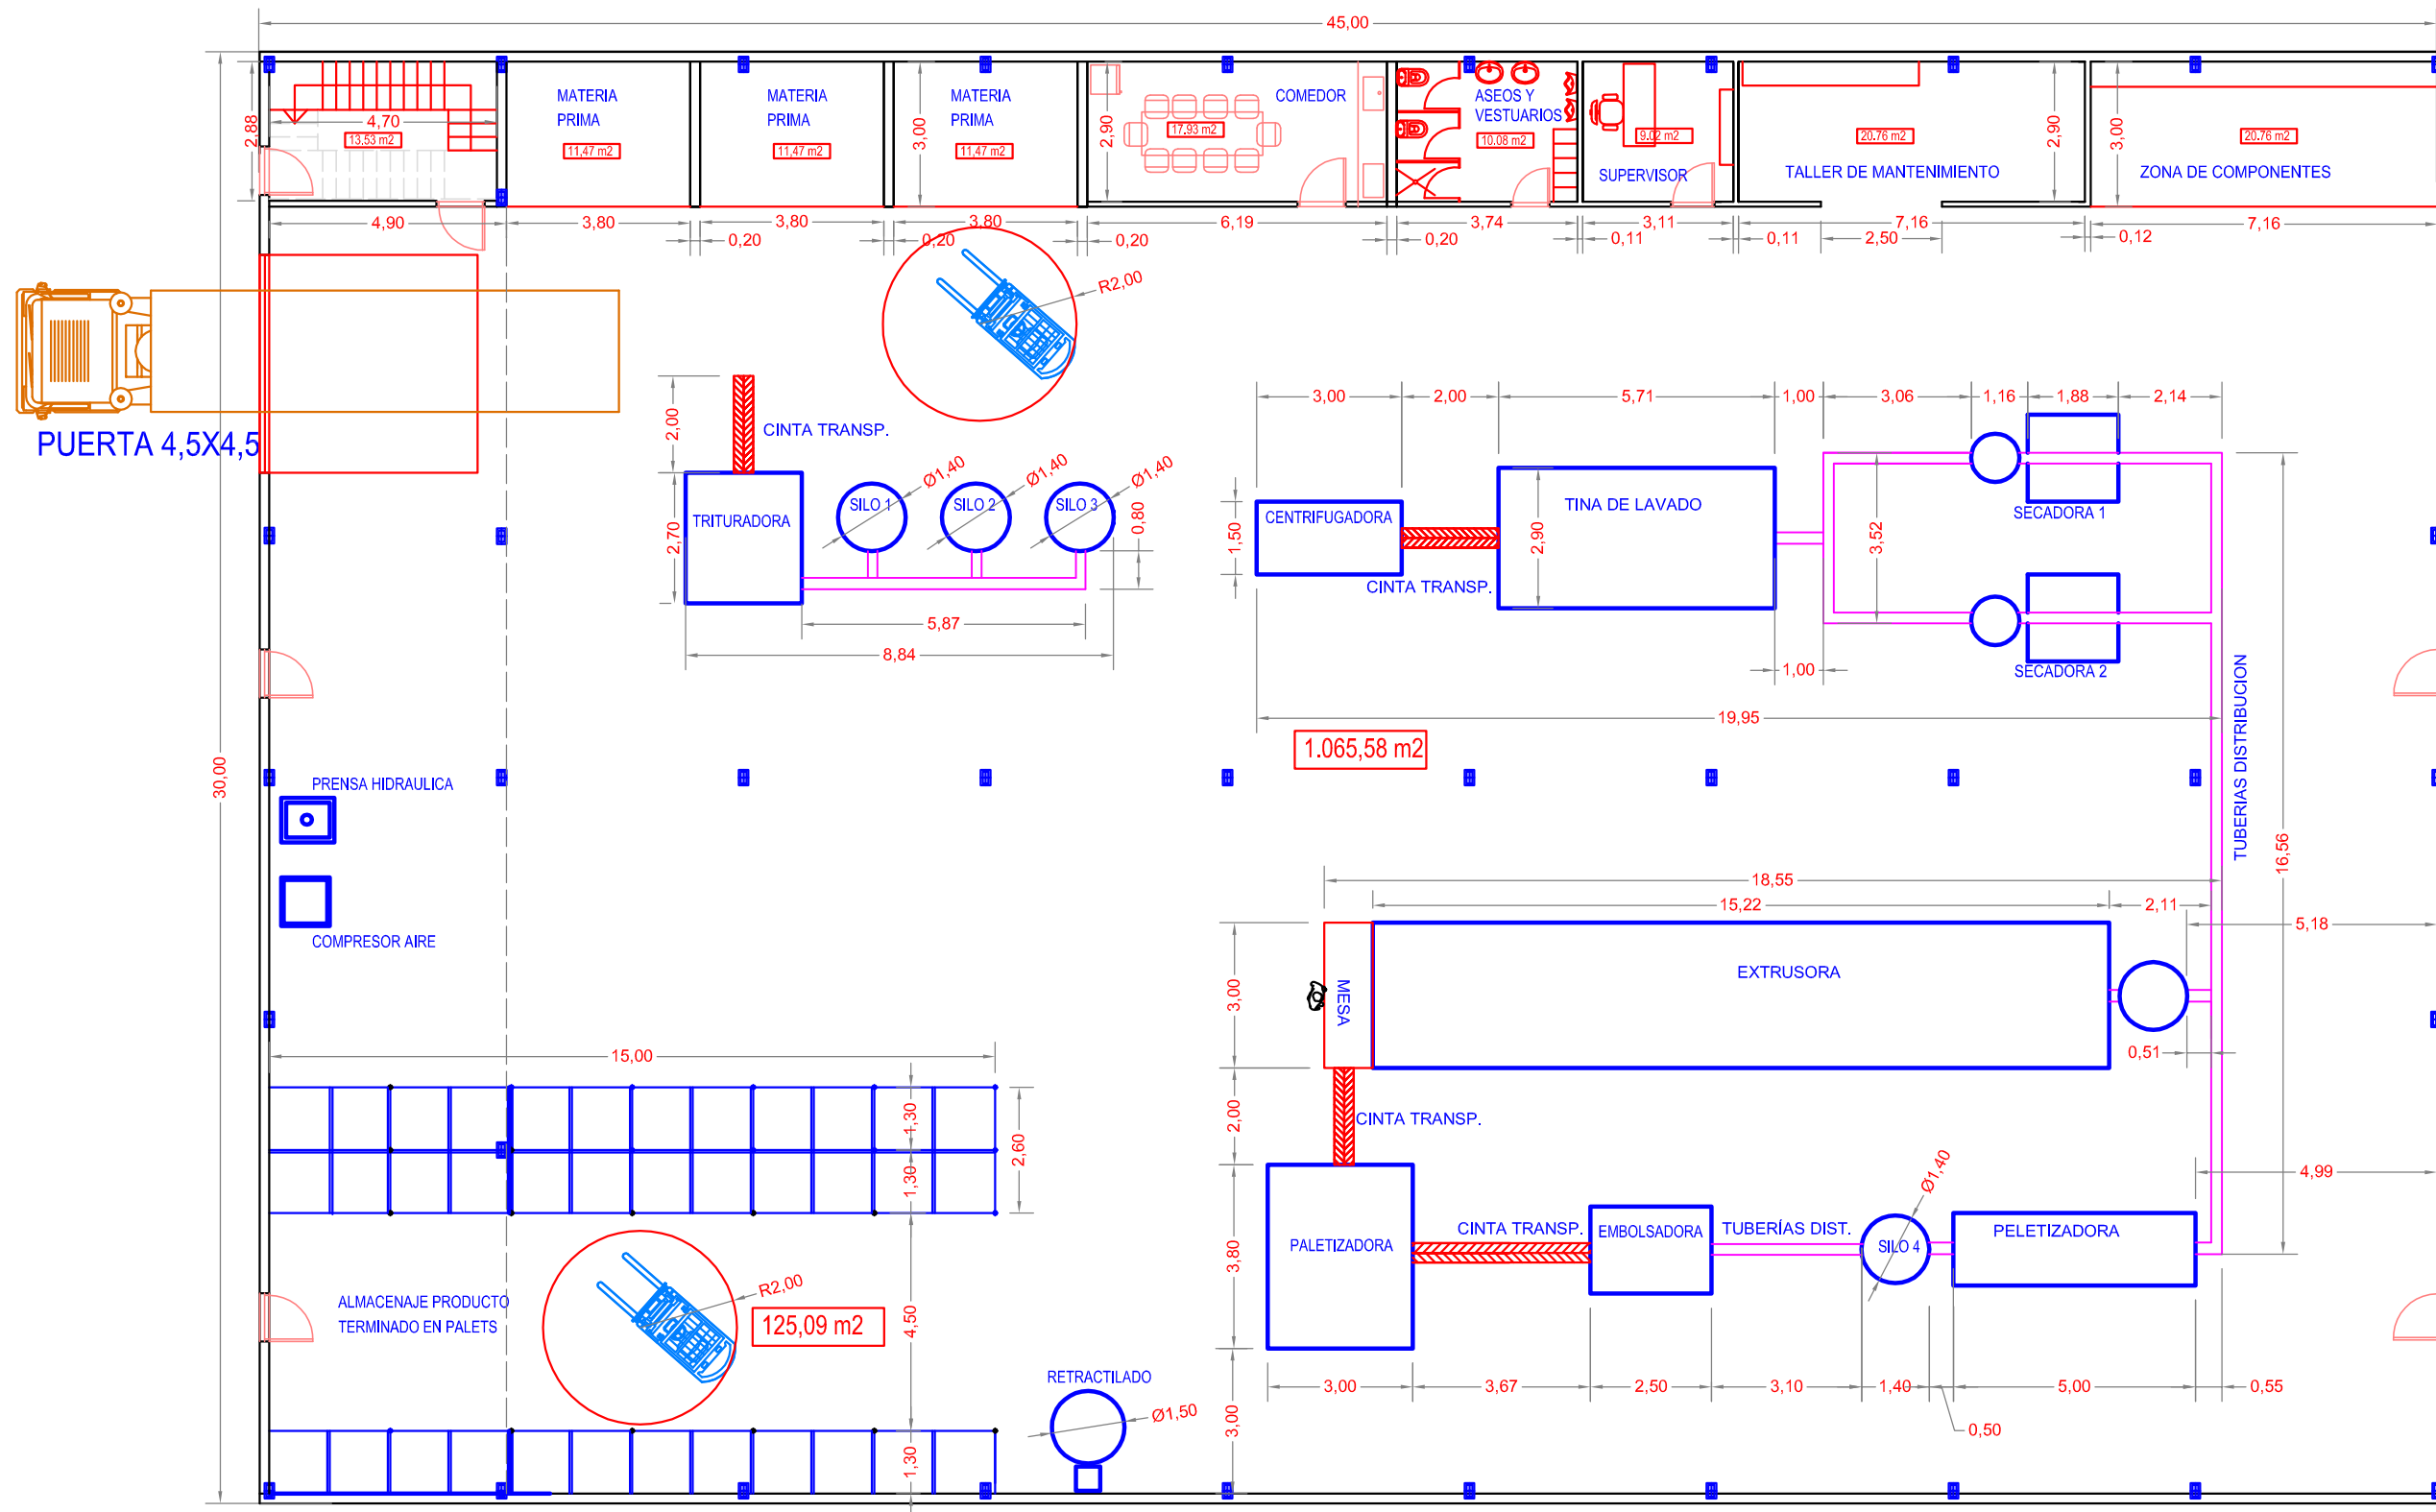 45,00
MATERIA
PRIMA
11,47 m2
MATERIA
PRIMA
11,47 m2
MATERIA
PRIMA
11,47 m2
COMEDOR
17,93 m2
ASEOS Y
VESTUARIOS
10.08 m2
9.02 m2
SUPERVISOR
20.76 m2
TALLER DE MANTENIMIENTO
20.76 m2
ZONA DE COMPONENTES
2,88
4,70
13,53 m2
3,00
2,90
2,90
3,00
4,90
3,80
0,20
3,80
0,20
3,80
0,20
6,19
0,20
3,74
0,11
3,11
0,11
7,16
2,50
0,12
7,16
R2,00
PUERTA 4,5X4,5
2,00
CINTA TRANSP.
TRITURADORA
2,70
SILO 1
Ø1,40
SILO 2
Ø1,40
SILO 3
Ø1,40
0,80
5,87
8,84
3,00
2,00
5,71
1,00
3,06
1,16
1,88
2,14
1,50
CENTRIFUGADORA
CINTA TRANSP.
TINA DE LAVADO
2,90
3,52
SECADORA 1
SECADORA 2
1,00
19,95
1.065,58 m2
TUBERIAS DISTRIBUCION
16,56
30,00
PRENSA HIDRAULICA
COMPRESOR AIRE
18,55
15,22
2,11
5,18
EXTRUSORA
MESA
3,00
0,51
2,00
CINTA TRANSP.
15,00
1,30
1,30
2,60
4,50
1,30
ALMACENAJE PRODUCTO
TERMINADO EN PALETS
R2,00
125,09 m2
RETRACTILADO
Ø1,50
PALETIZADORA
3,80
3,00
CINTA TRANSP.
EMBOLSADORA
TUBERÍAS DIST.
SILO 4
Ø1,40
PELETIZADORA
4,99
3,00
3,67
2,50
3,10
1,40
5,00
0,55
0,50